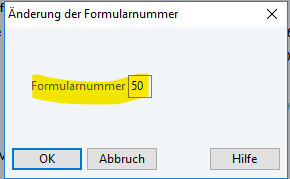 Änderung der Formularnummer
Formularnummer 50
OK Abbruch Hilfe